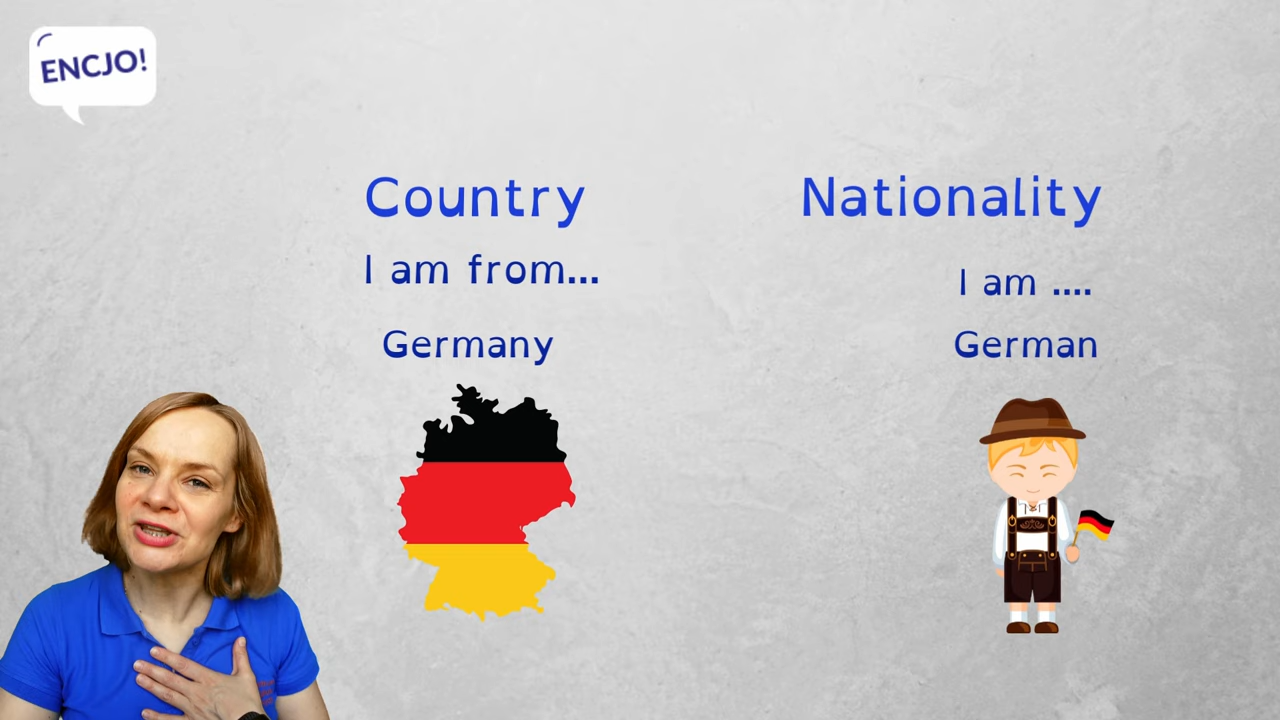 ENCJO!
Country
Nationality
I am from...
I am ....
Germany
German